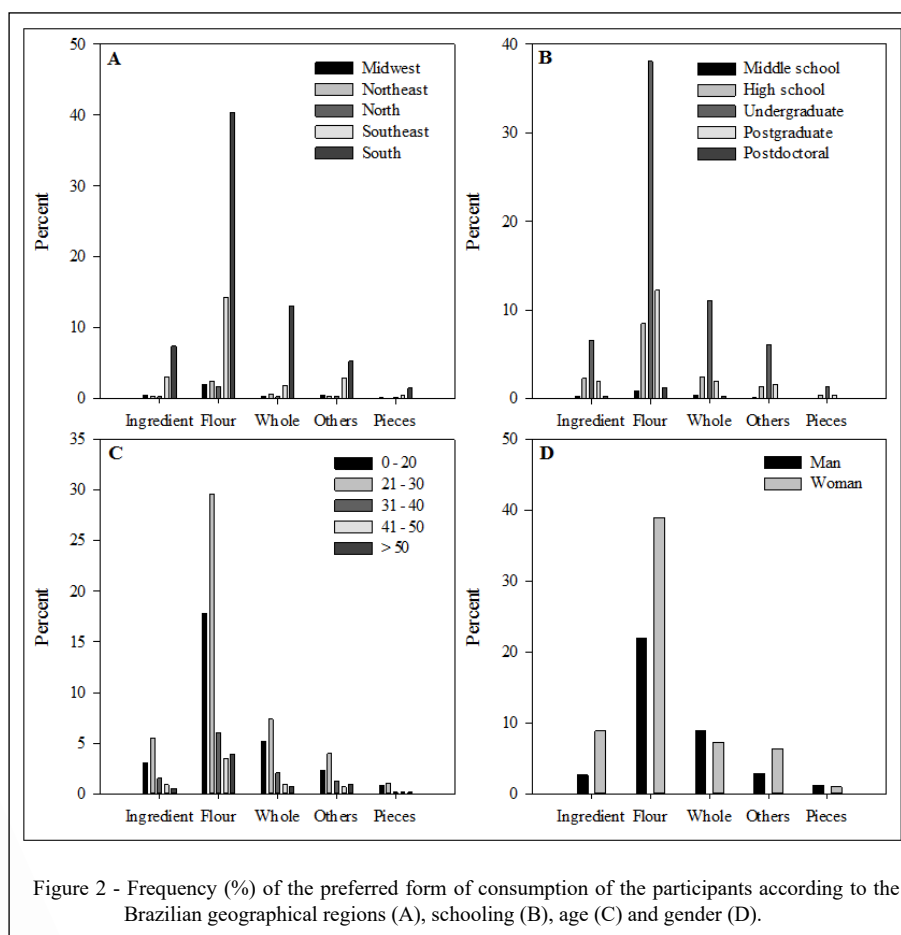 A
50
40
30
20
10
0
Percent
Midwest
Northeast
North
Southeast
South
Ingredient Flour Whole Others Pieces
B
40
30
20
10
0
Percent
Middle school
High school
Undergraduate
Postgraduate
Postdoctoral
Ingredient Flour Whole Others Pieces
C
35
30
25
20
15
10
5
0
Percent
0 - 20
21 - 30
31 - 40
41 - 50
> 50
Ingredient Flour Whole Others Pieces
D
50
40
30
20
10
0
Percent
Man
Woman
Ingredient Flour Whole Others Pieces
Figure 2 - Frequency (%) of the preferred form of consumption of the participants according to the
Brazilian geographical regions (A), schooling (B), age (C) and gender (D).